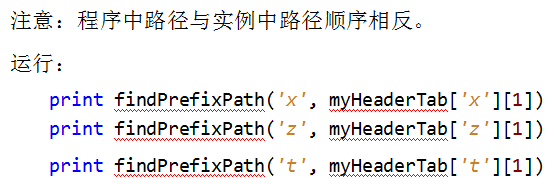 注意：程序中路径与实例中路径顺序相反。
运行：
print findPrefixPath('x', myHeaderTab['x'][1])
print findPrefixPath('z', myHeaderTab['z'][1])
print findPrefixPath('t', myHeaderTab['t'][1])